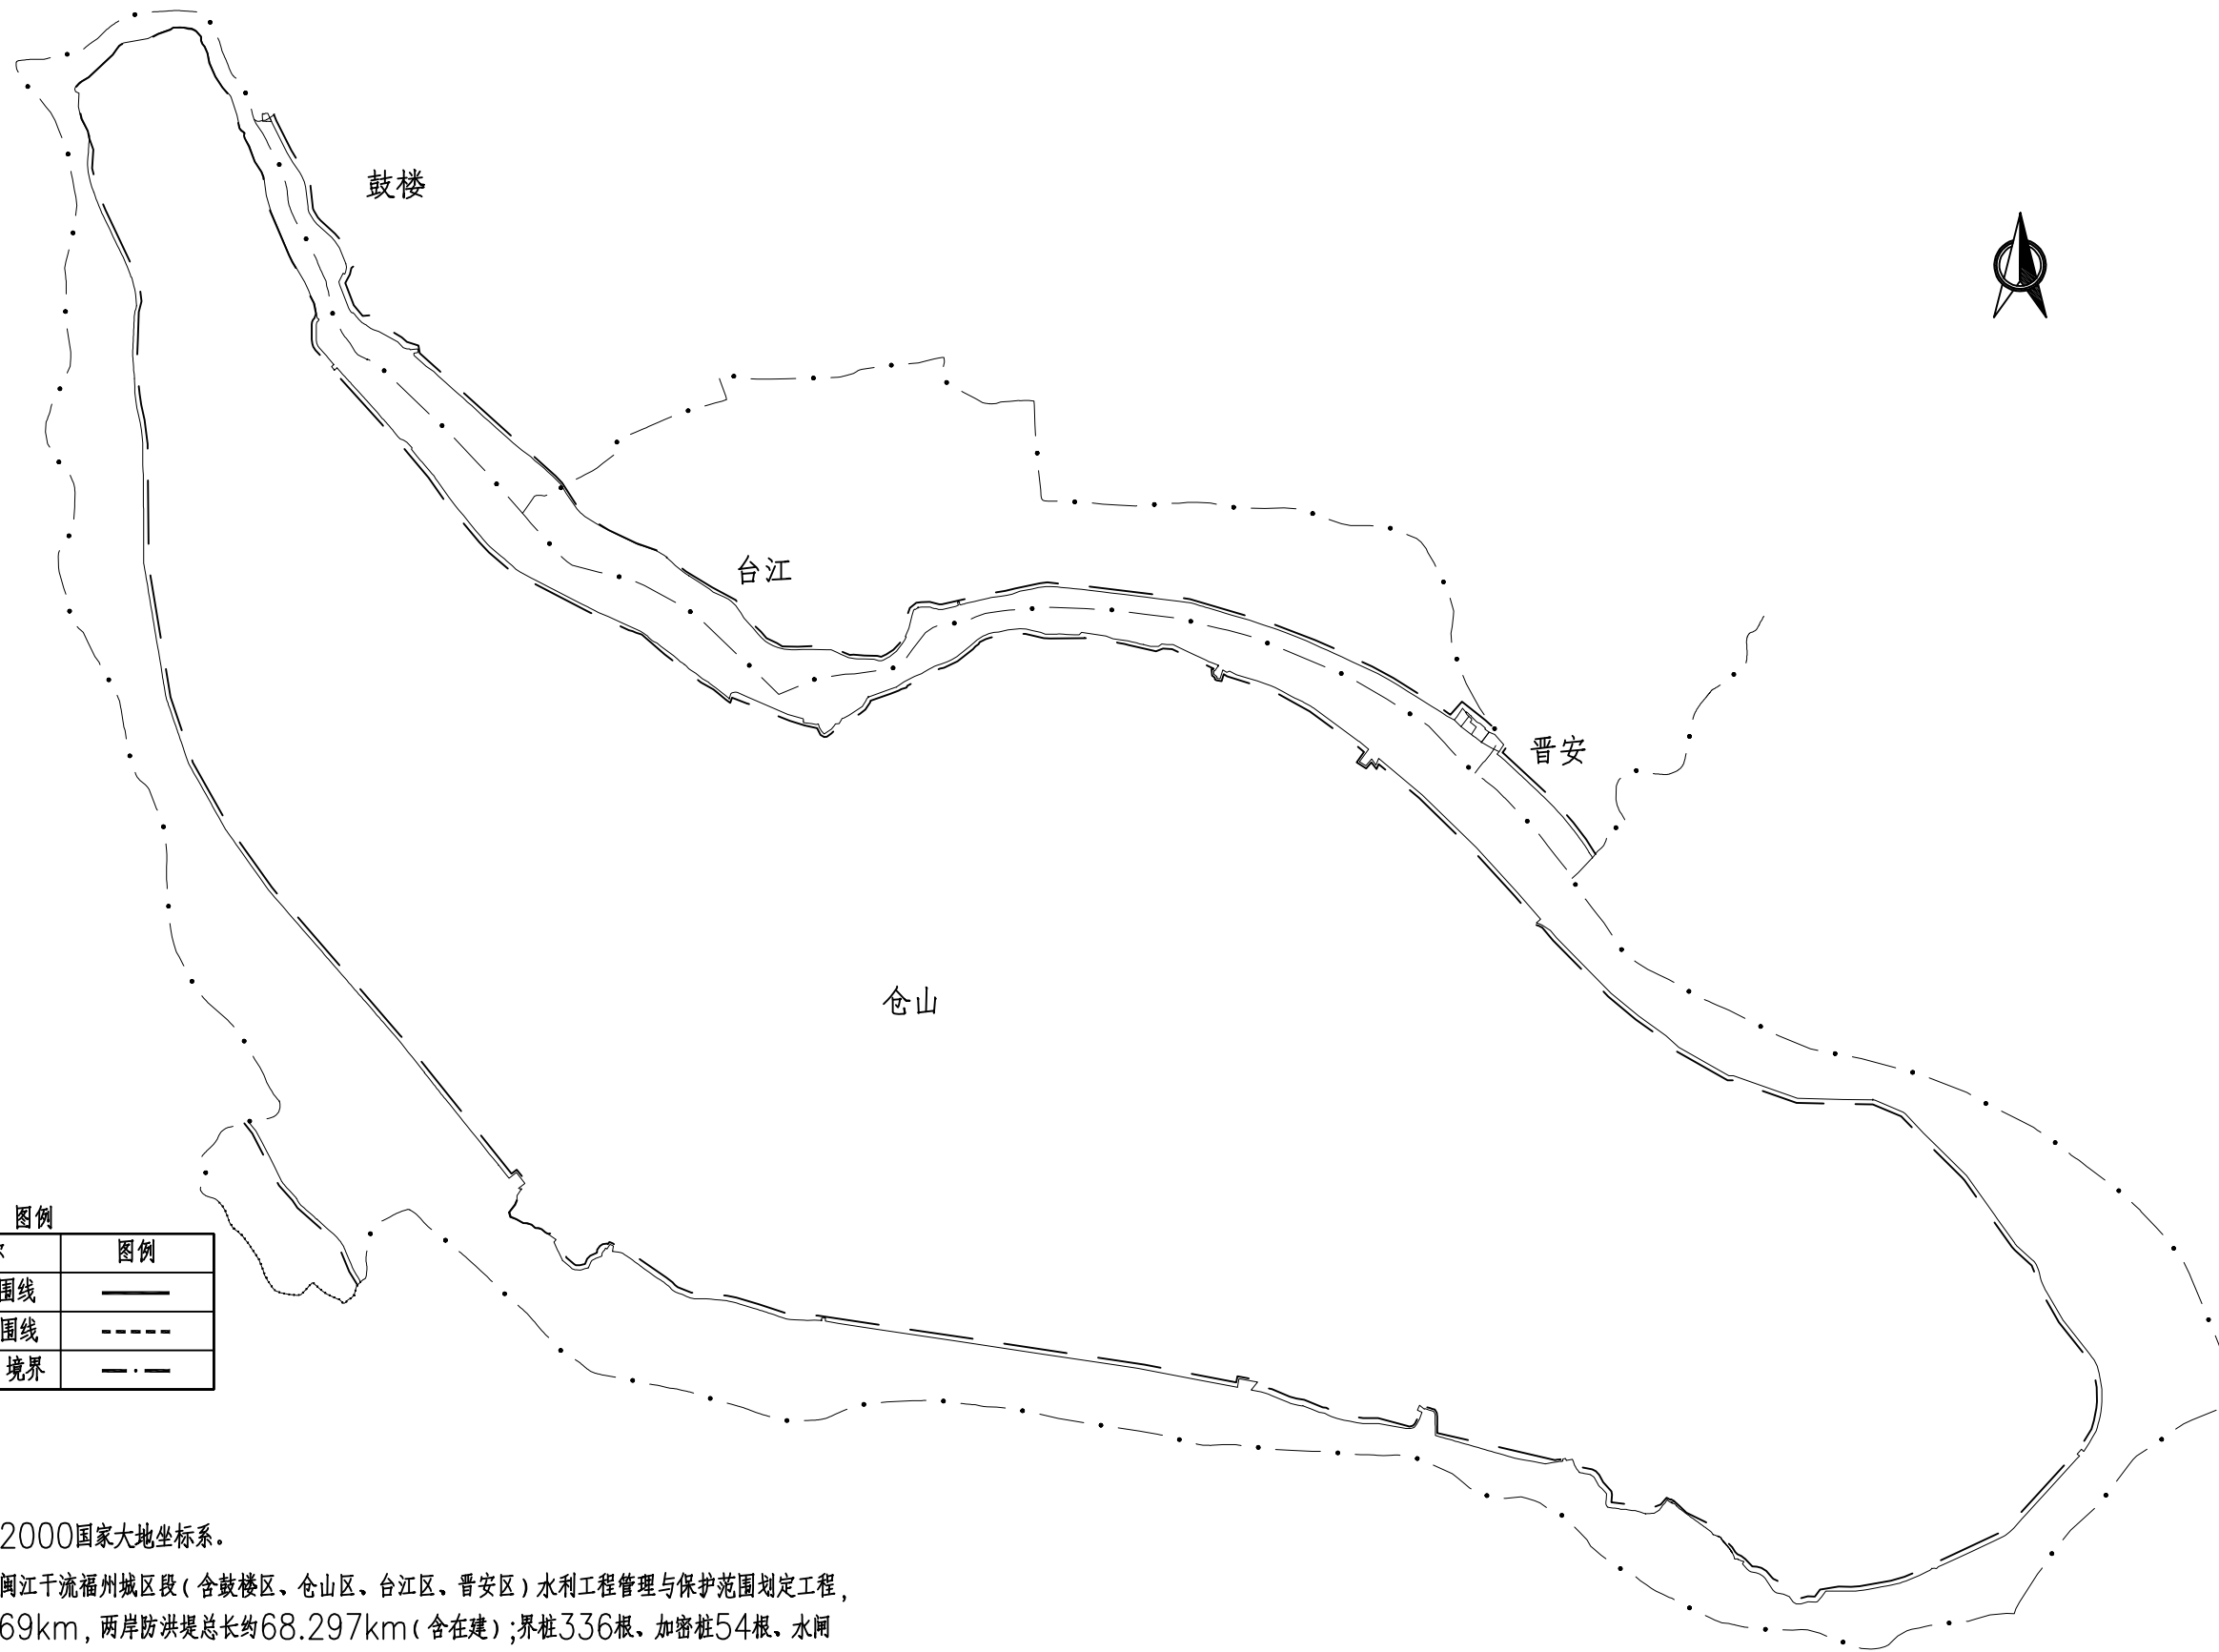 鼓楼
台江
晋安
仓山
图例
图例
围线
围线
境界
2000国家大地坐标系。
闽江干流福州城区段(含鼓楼区、仓山区、台江区、晋安区)水利工程管理与保护范围划定工程,
69km,两岸防洪堤总长约68.297km(含在建);界桩336根、加密桩54根、水闸